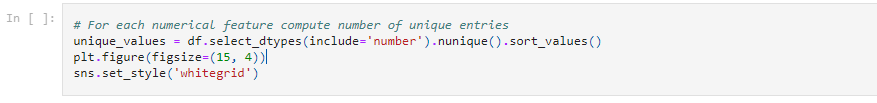 In [ ]:
# For each numerical feature compute number of unique entries
unique_values = df.select_dtypes(include='number').nunique().sort_values()
plt.figure(figsize=(15, 4))
sns.set_style('whitegrid')